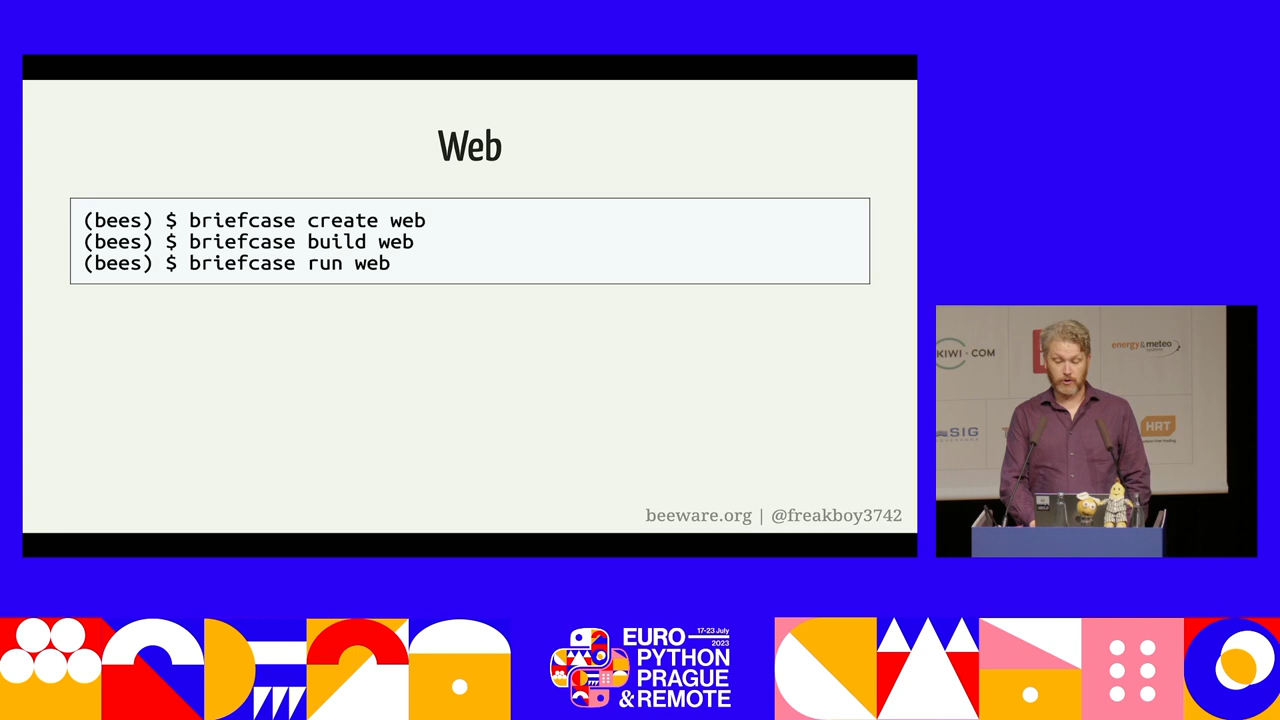 Web
(bees) $ briefcase create web
(bees) $ briefcase build web
(bees) $ briefcase run web
beeware.org | @freakboy3742
KIWI.COM
energy & meteo
systems
SIG
HRT
EURO
17-23 July
2023
PYTHON
PRAGUE
& REMOTE